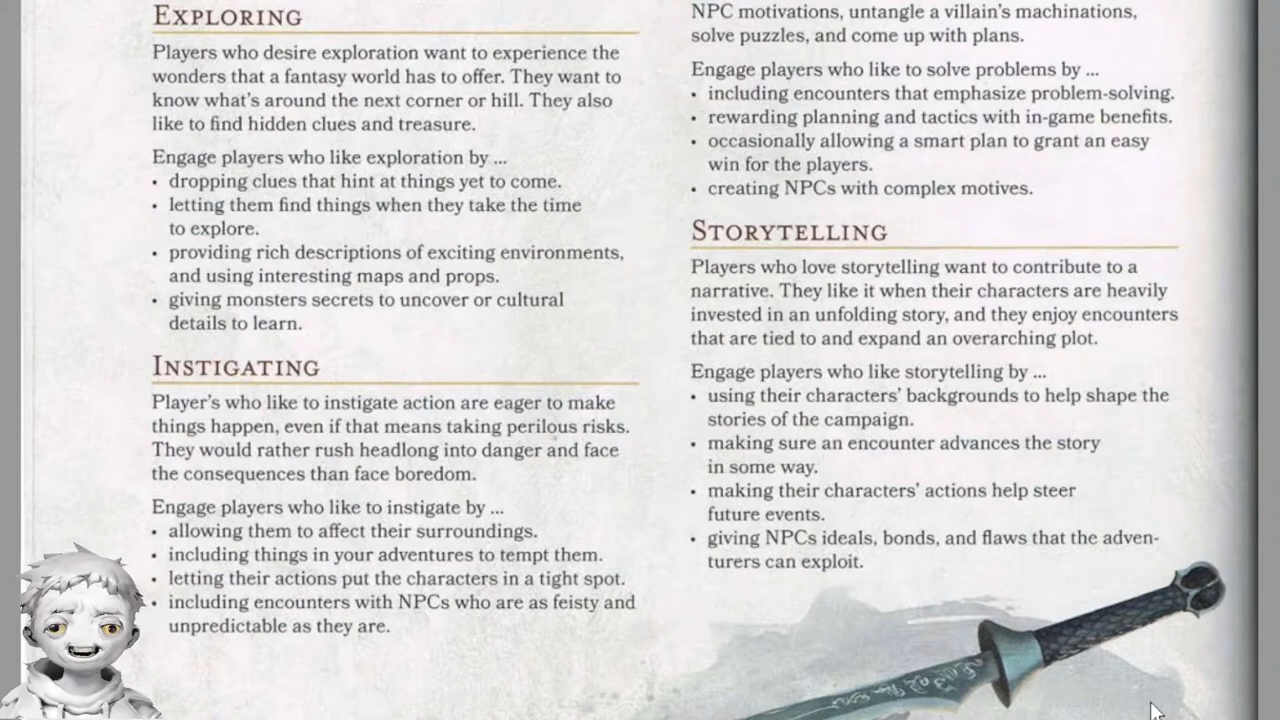 EXPLORING
Players who desire exploration want to experience the
wonders that a fantasy world has to offer. They want to
know what's around the next corner or hill. They also
like to find hidden clues and treasure.
Engage players who like exploration by ...
• dropping clues that hint at things yet to come.
• letting them find things when they take the time
to explore.
• providing rich descriptions of exciting environments,
and using interesting maps and props.
• giving monsters secrets to uncover or cultural
details to learn.
INSTIGATING
Player's who like to instigate action are eager to make
things happen, even if that means taking perilous risks.
They would rather rush headlong into danger and face
the consequences than face boredom.
Engage players who like to instigate by ...
• allowing them to affect their surroundings.
• including things in your adventures to tempt them.
• letting their actions put the characters in a tight spot.
• including encounters with NPCs who are as feisty and
unpredictable as they are.
NPC motivations, untangle a villain's machinations,
solve puzzles, and come up with plans.
Engage players who like to solve problems by ...
• including encounters that emphasize problem-solving.
• rewarding planning and tactics with in-game benefits.
• occasionally allowing a smart plan to grant an easy
win for the players.
• creating NPCs with complex motives.
STORYTELLING
Players who love storytelling want to contribute to a
narrative. They like it when their characters are heavily
invested in an unfolding story, and they enjoy encounters
that are tied to and expand an overarching plot.
Engage players who like storytelling by ...
• using their characters' backgrounds to help shape the
stories of the campaign.
• making sure an encounter advances the story
in some way.
• making their characters' actions help steer
future events.
• giving NPCs ideals, bonds, and flaws that the adven-
turers can exploit.